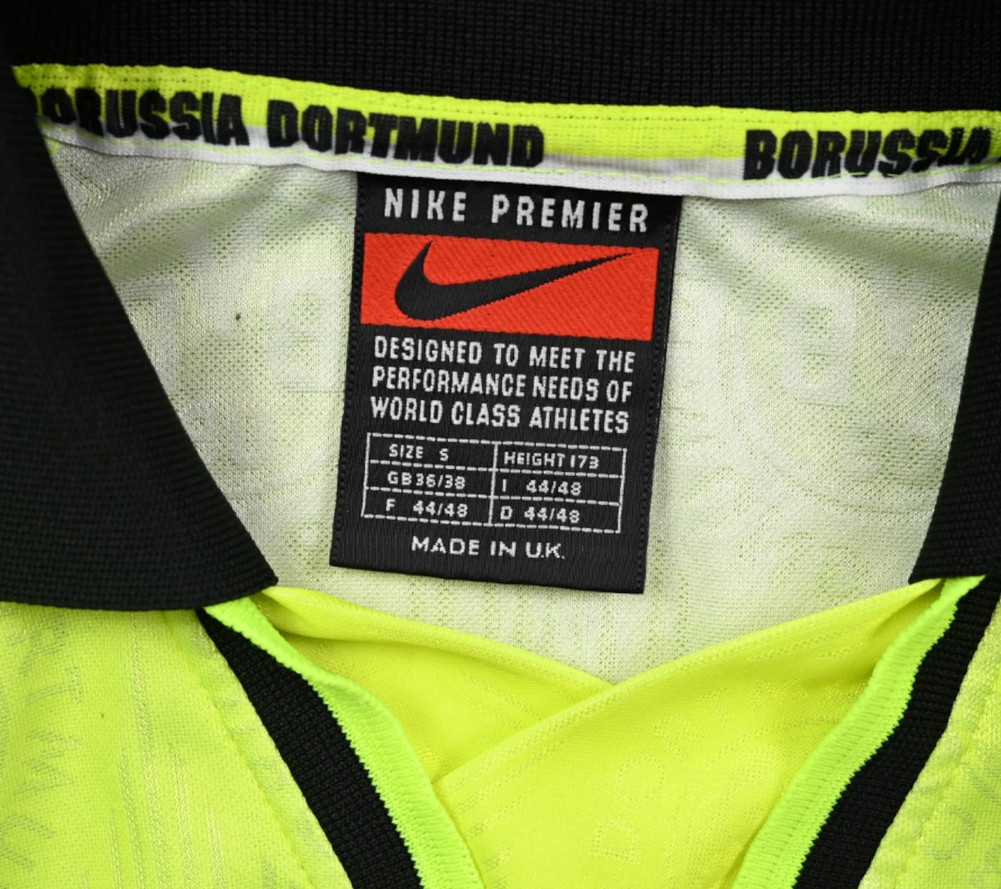 ORUSSIA DORTMUND BORUSSIA
NIKE PREMIER
DESIGNED TO MEET THE
PERFORMANCE NEEDS OF
WORLD CLASS ATHLETES
SIZE S HEIGHT 173
GB 36/38 I 44/48
F 44/48 D 44/48
MADE IN U.K.